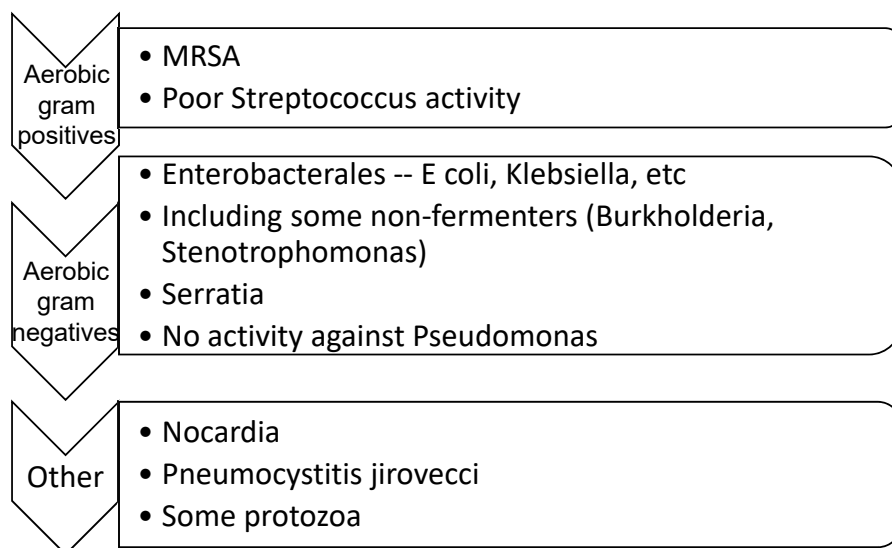 Aerobic
gram
positives
• MRSA
• Poor Streptococcus activity
Aerobic
gram
negatives
• Enterobacterales -- E coli, Klebsiella, etc
• Including some non-fermenters (Burkholderia,
Stenotrophomonas)
• Serratia
• No activity against Pseudomonas
Other
• Nocardia
• Pneumocystitis jirovecci
• Some protozoa